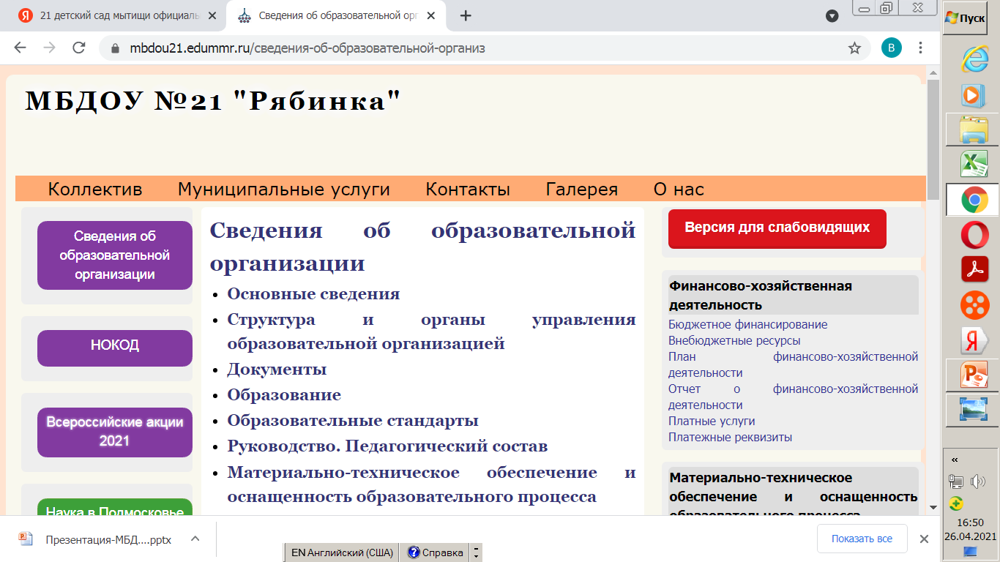 21 детский сад мытищи официаль
Сведения об образовательной орг
mbdou21.edummr.ru/сведения-об-образовательной-организ
B
Пуск
МБДОУ №21 "Рябинка"
Коллектив Муниципальные услуги Контакты Галерея О нас
Сведения об
образовательной
организации
НОКОД
Всероссийские акции
2021
Наука в Подмосковье
Сведения об образовательной
организации
Основные сведения
Структура и органы управления
образовательной организацией
Документы
Образование
Образовательные стандарты
Руководство. Педагогический состав
Материально-техническое обеспечение и
оснащенность образовательного процесса
Версия для слабовидящих
Финансово-хозяйственная
деятельность
Бюджетное финансирование
Внебюджетные ресурсы
План финансово-хозяйственной
деятельности
Отчет о финансово-хозяйственной
деятельности
Платные услуги
Платежные реквизиты
Материально-техническое
обеспечение и оснащенность
образовательного процесса
Презентация-МБД....pptx
EN Английский (США) Справка
Показать все
16:50
26.04.2021